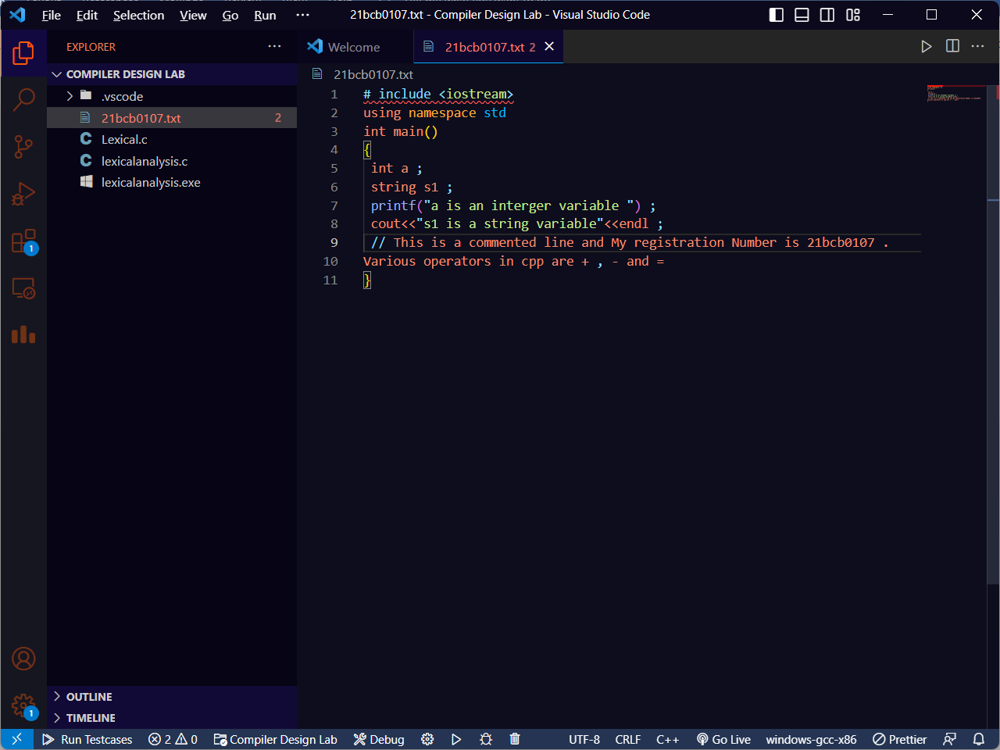 File Edit Selection View Go Run ··· 21bcb0107.txt - Compiler Design Lab - Visual Studio Code
EXPLORER ···
COMPILER DESIGN LAB
.vscode
21bcb0107.txt 2
C Lexical.c
C lexicalanalysis.c
lexicalanalysis.exe
OUTLINE
TIMELINE
1
1
Welcome 21bcb0107.txt 2
21bcb0107.txt
1 # include <iostream>
2 using namespace std
3 int main()
4 {
5 int a ;
6 string s1 ;
7 printf("a is an interger variable ") ;
8 cout<<"s1 is a string variable"<<endl ;
9 // This is a commented line and My registration Number is 21bcb0107 .
10 Various operators in cpp are + , - and =
11 }
Run Testcases 2 0 Compiler Design Lab Debug UTF-8 CRLF C++ Go Live windows-gcc-x86 Prettier